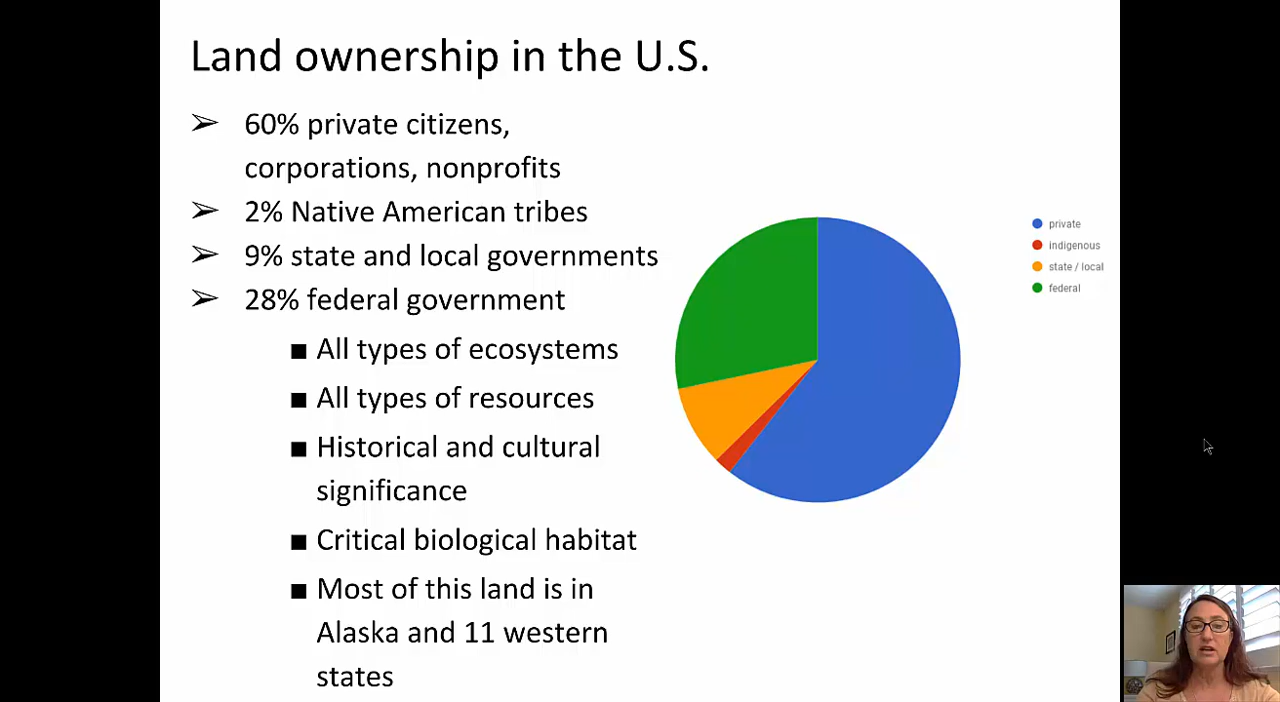 Land ownership in the U.S.
➢ 60% private citizens,
corporations, nonprofits
➢ 2% Native American tribes
➢ 9% state and local governments
➢ 28% federal government
■ All types of ecosystems
■ All types of resources
■ Historical and cultural
significance
■ Critical biological habitat
■ Most of this land is in
Alaska and 11 western
states
private
indigenous
state / local
federal